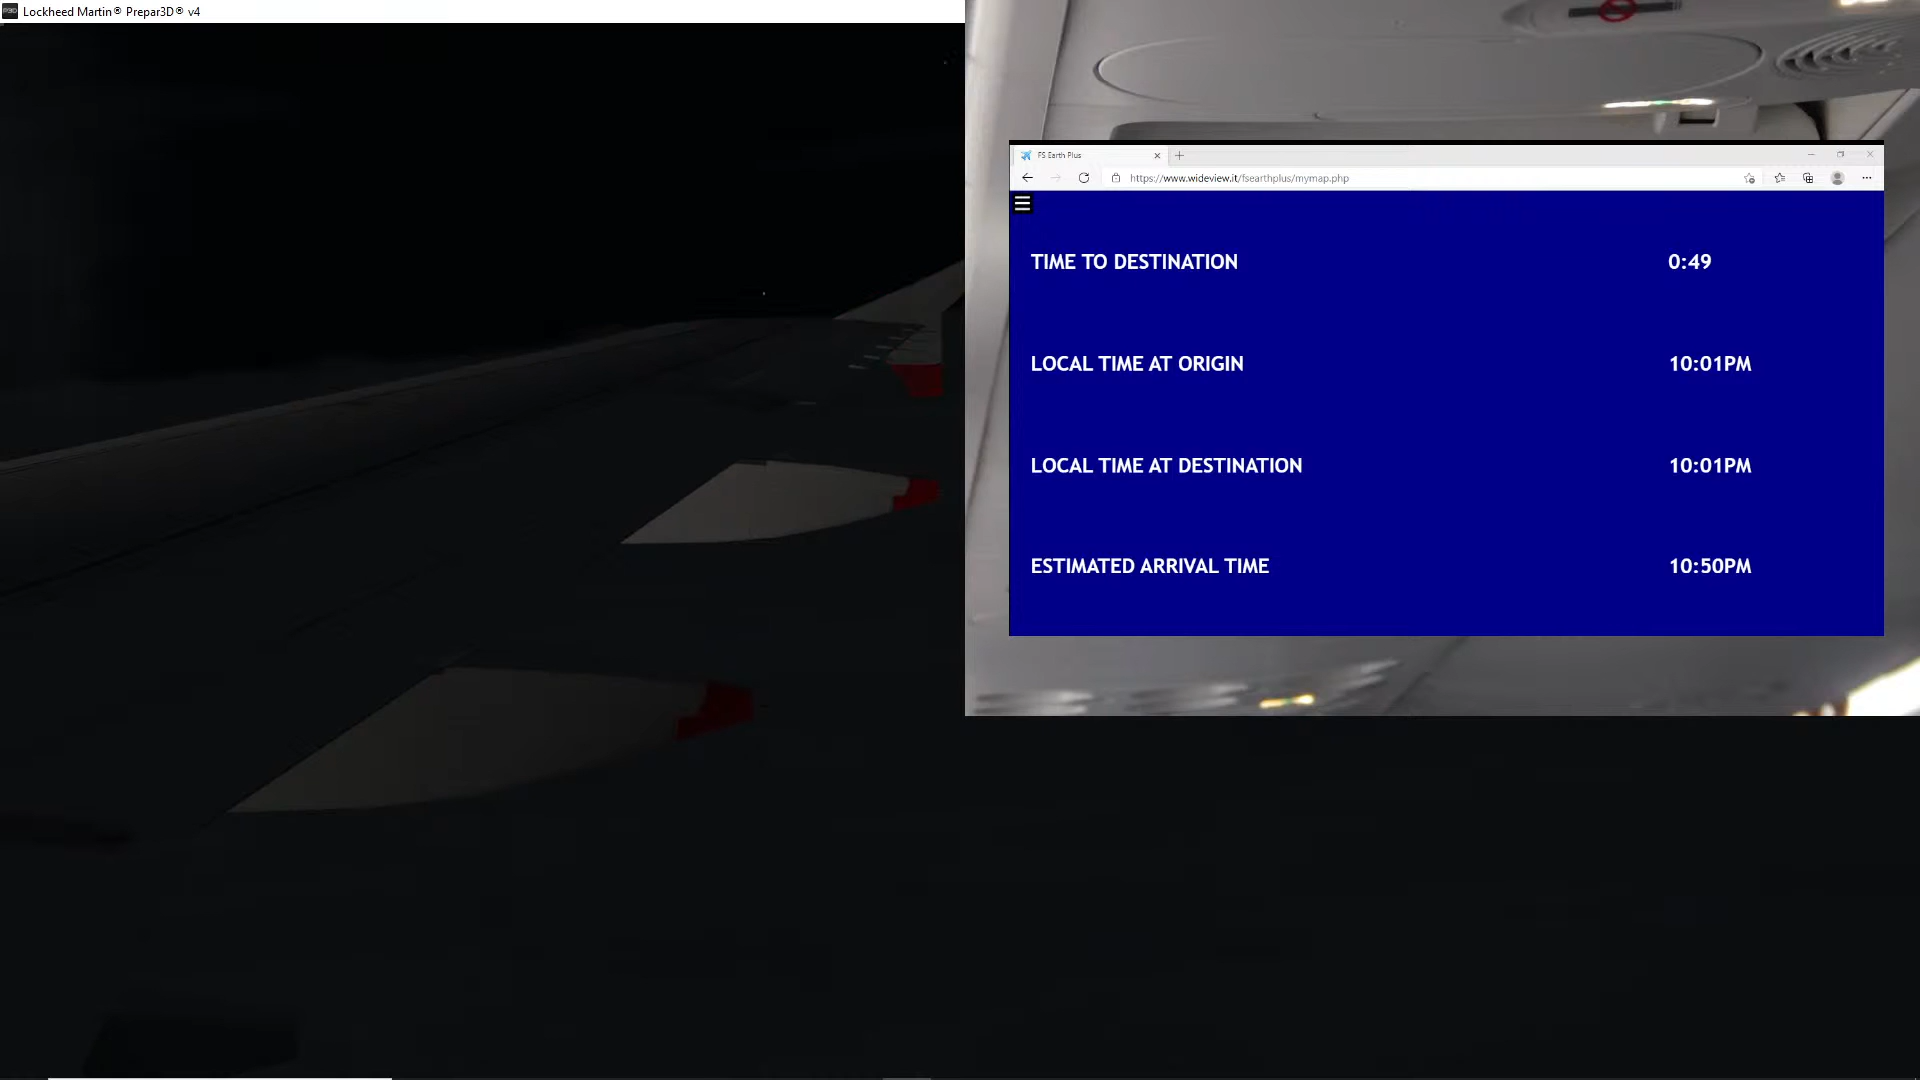 Lockheed Martin® Prepar3D® v4
FS Earth Plus
https://www.wideview.it/fsearthplus/mymap.php
TIME TO DESTINATION 0:49
LOCAL TIME AT ORIGIN 10:01PM
LOCAL TIME AT DESTINATION 10:01PM
ESTIMATED ARRIVAL TIME 10:50PM